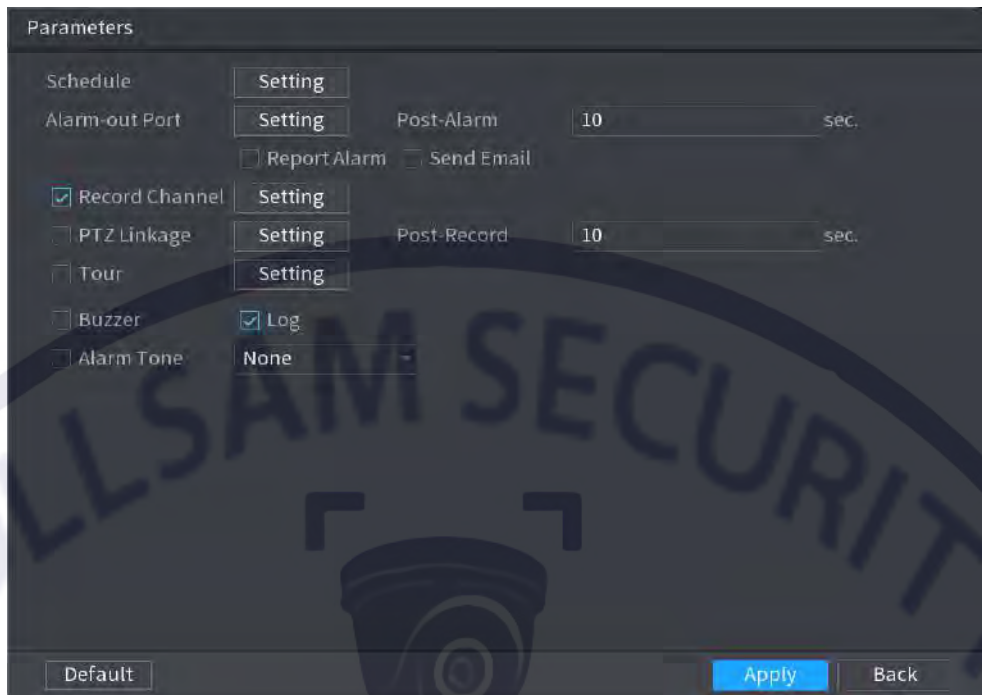 Parameters
Schedule Setting
Alarm-out Port Setting Post-Alarm 10 sec.
Report Alarm Send Email
Record Channel Setting
PTZ Linkage Setting Post-Record 10 sec.
Tour Setting
Buzzer Log
Alarm Tone None
LLSAM SECURIT
Default Apply Back